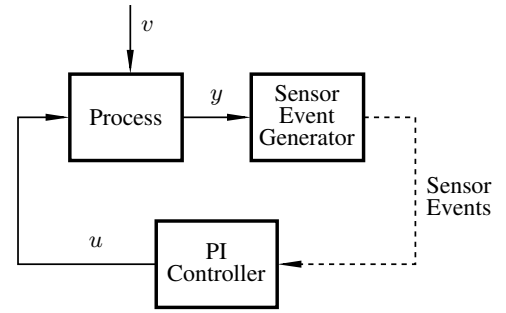 v
Process
y
Sensor
Event
Generator
Sensor
Events
u
PI
Controller